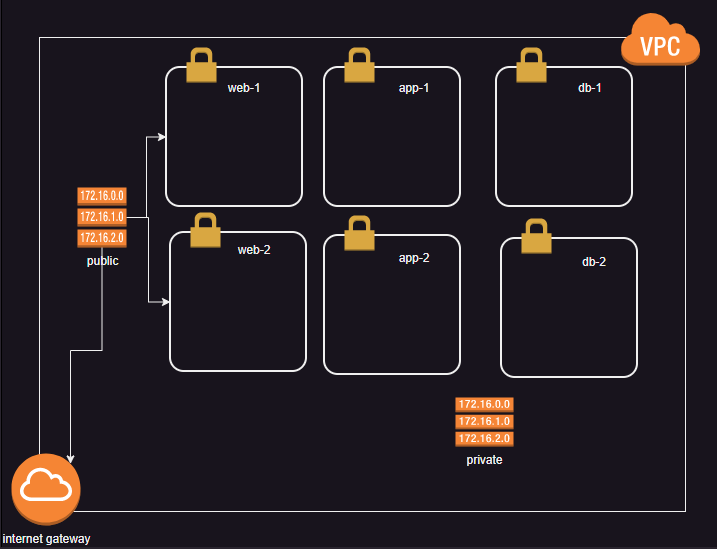 VPC
web-1
app-1
db-1
172.16.0.0
172.16.1.0
172.16.2.0
public
web-2
app-2
db-2
172.16.0.0
172.16.1.0
172.16.2.0
private
internet gateway